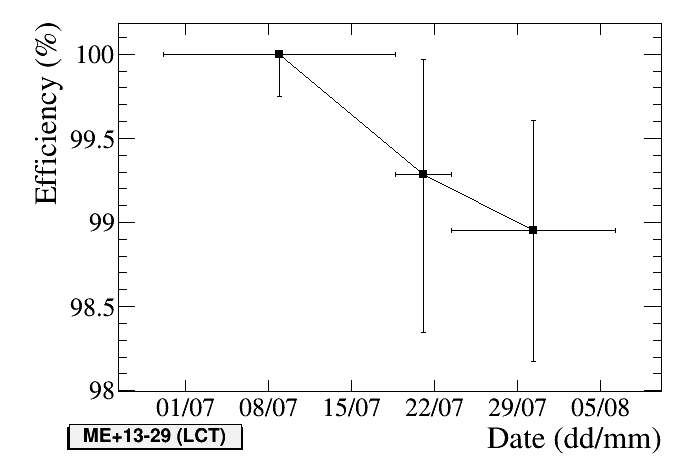 Efficiency (%)
100
99.5
99
98.5
98
01/07 08/07 15/07 22/07 29/07 05/08
ME+13-29 (LCT)
Date (dd/mm)